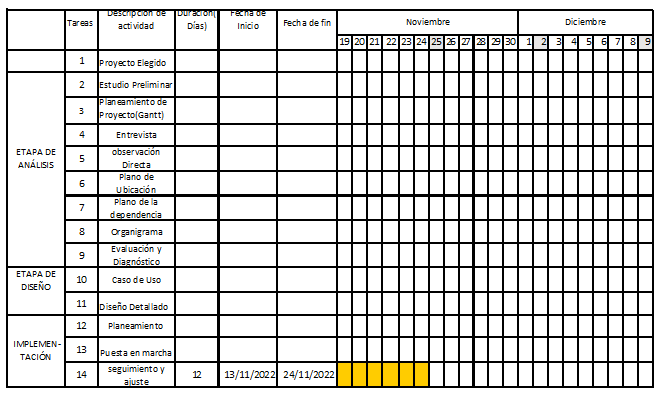 Tareas
Descripción de
actividad
Duración(
Días)
Fecha de
Inicio
Fecha de fin
Noviembre
Diciembre
19 20 21 22 23 24 25 26 27 28 29 30 1 2 3 4 5 6 7 8 9
1 Proyecto Elegido
ETAPA DE
ANÁLISIS
2 Estudio Preliminar
3 Planeamiento de
Proyecto(Gantt)
4 Entrevista
5 observación
Directa
6 Plano de
Ubicación
7 Plano de la
dependencia
8 Organigrama
9 Evaluación y
Diagnóstico
ETAPA DE
DISEÑO
10 Caso de Uso
11 Diseño Detallado
IMPLEMEN-
TACIÓN
12 Planeamiento
13 Puesta en marcha
14 seguimiento y
ajuste
12 13/11/2022 24/11/2022